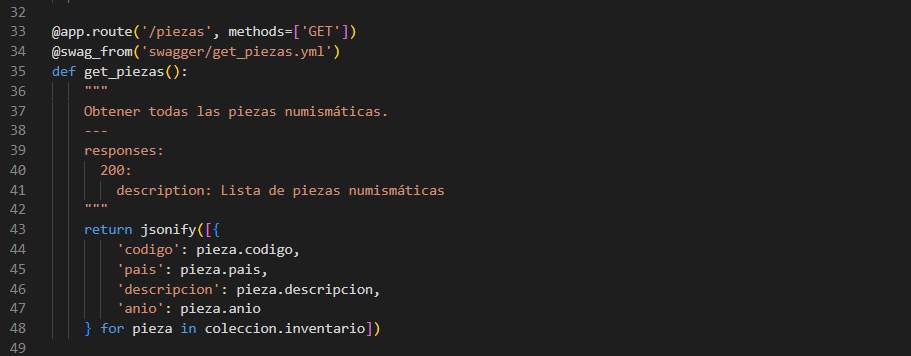 32
33 @app.route('/piezas', methods=['GET'])
34 @swag_from('swagger/get_piezas.yml')
35 def get_piezas():
36     """
37     Obtener todas las piezas numismáticas.
38     ---
39     responses:
40       200:
41         description: Lista de piezas numismáticas
42     """
43     return jsonify([{
44         'codigo': pieza.codigo,
45         'pais': pieza.pais,
46         'descripcion': pieza.descripcion,
47         'anio': pieza.anio
48     } for pieza in coleccion.inventario])
49